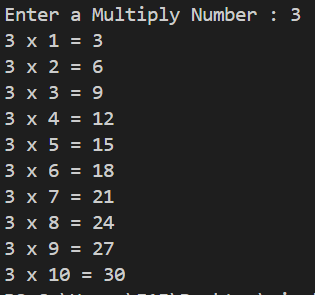 Enter a Multiply Number : 3
3 x 1 = 3
3 x 2 = 6
3 x 3 = 9
3 x 4 = 12
3 x 5 = 15
3 x 6 = 18
3 x 7 = 21
3 x 8 = 24
3 x 9 = 27
3 x 10 = 30